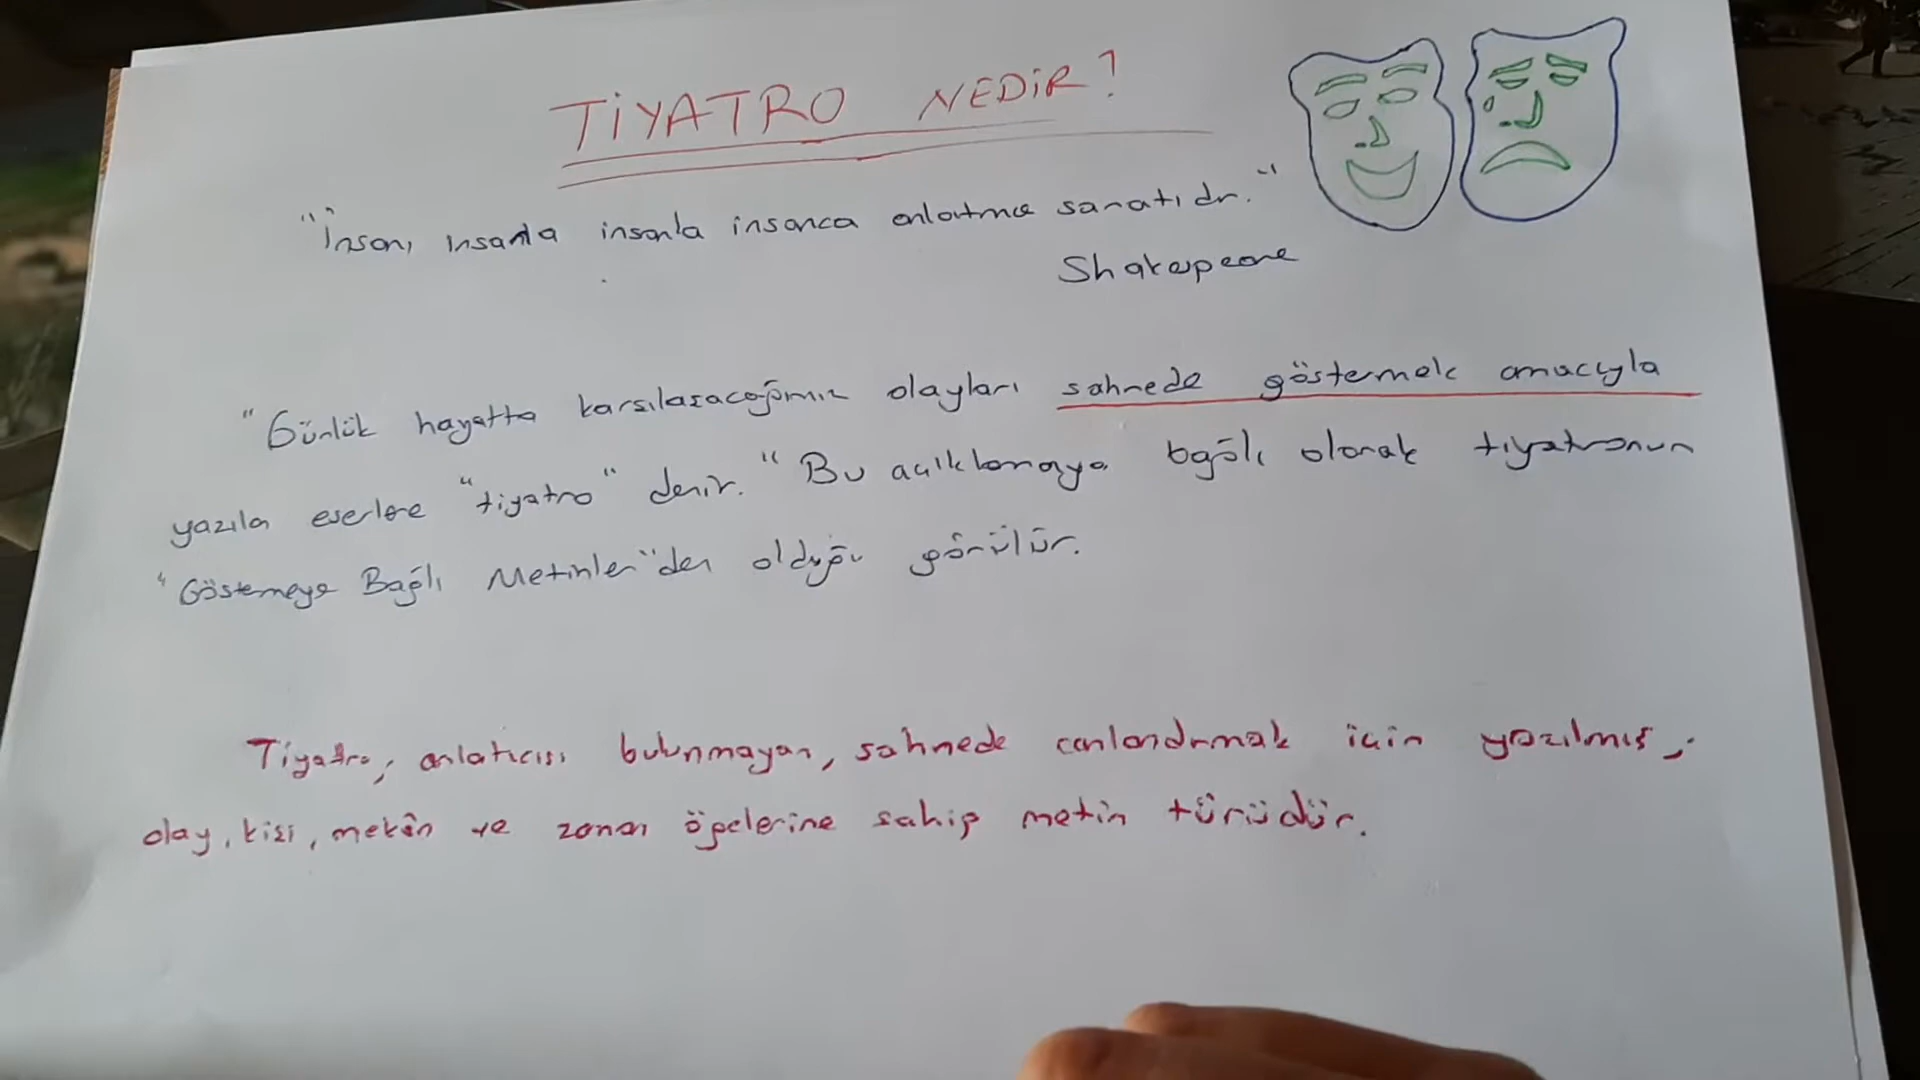 TİYATRO NEDİR?
"İnsanı insanla insanla insanca anlatma sanatıdır."
Shakespeare
"Günlük hayatta karşılaşacağımız olayları sahnede göstermek amacıyla
yazılan eserlere "tiyatro" denir." Bu açıklamaya bağlı olarak tiyatronun
"Göstermeye Bağlı Metinler"den olduğu görülür.
Tiyatro, anlatıcısı bulunmayan, sahnede canlandırmak için yazılmış;
olay, kişi, mekân ve zaman ögelerine sahip metin türüdür.